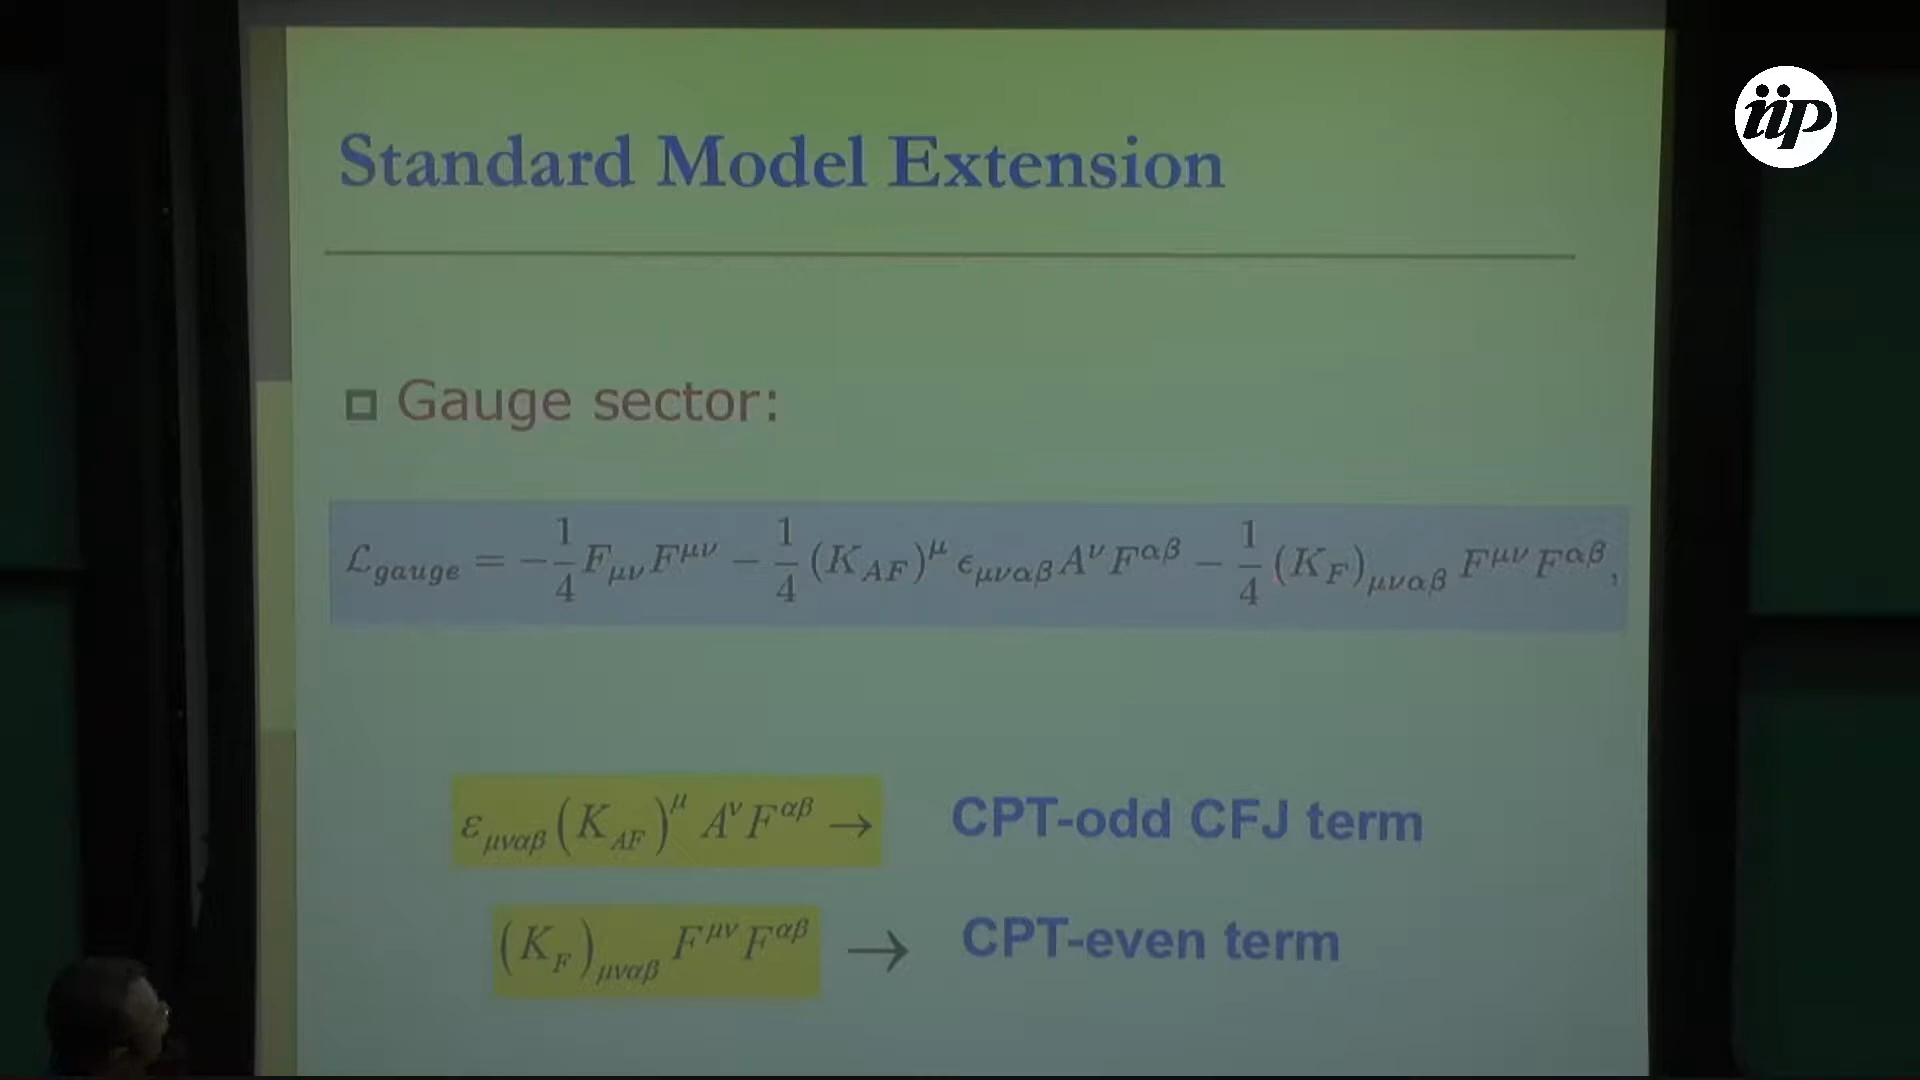 iip
Standard Model Extension
Gauge sector:
ℒ_gauge = −1/4 F_μν F^μν − 1/4 (K_AF)^μ ϵ_μναβ A^ν F^αβ − 1/4 (K_F)_μναβ F^μν F^αβ,
ε_μναβ (K_AF)^μ A^ν F^αβ → CPT-odd CFJ term
(K_F)_μναβ F^μν F^αβ → CPT-even term